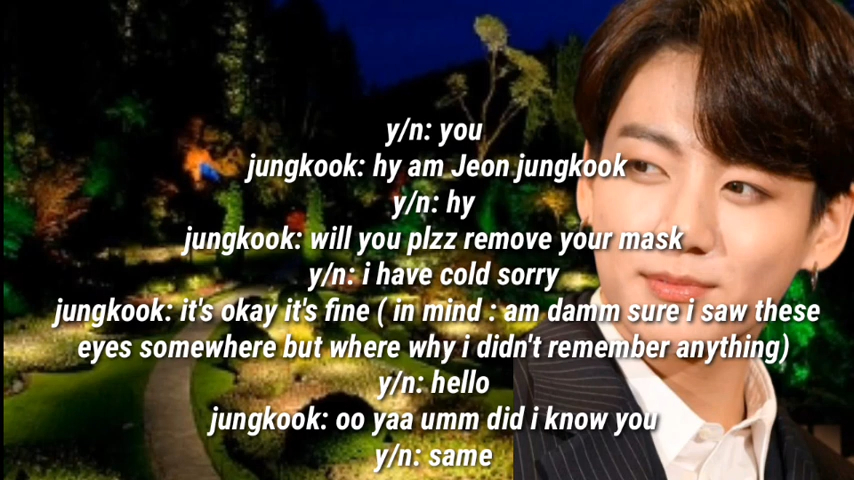 y/n: you
jungkook: hy am Jeon jungkook
y/n: hy
jungkook: will you plzz remove your mask
y/n: i have cold sorry
jungkook: it's okay it's fine ( in mind : am damm sure i saw these
eyes somewhere but where why i didn't remember anything)
y/n: hello
jungkook: oo yaa umm did i know you
y/n: same